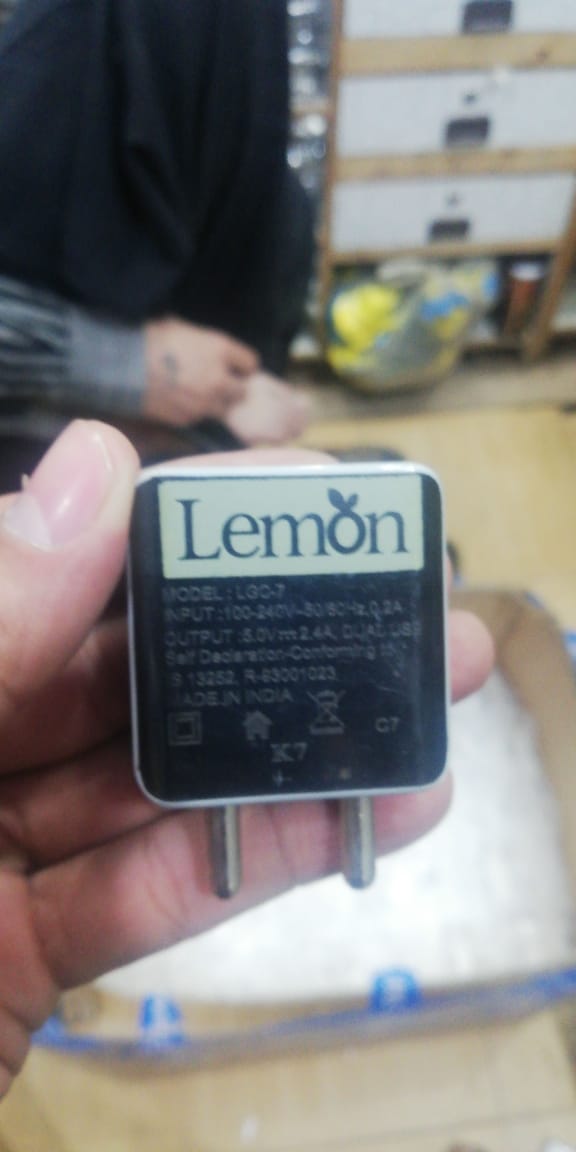 Lemon
MODEL : LGC-7
INPUT :100-240V~50/60Hz,0.2A
OUTPUT :5.0V⎓2.4A, DUAL USB
Self Declaration-Conforming to
IS 13252, R-93001023
MADE IN INDIA
C7
K7